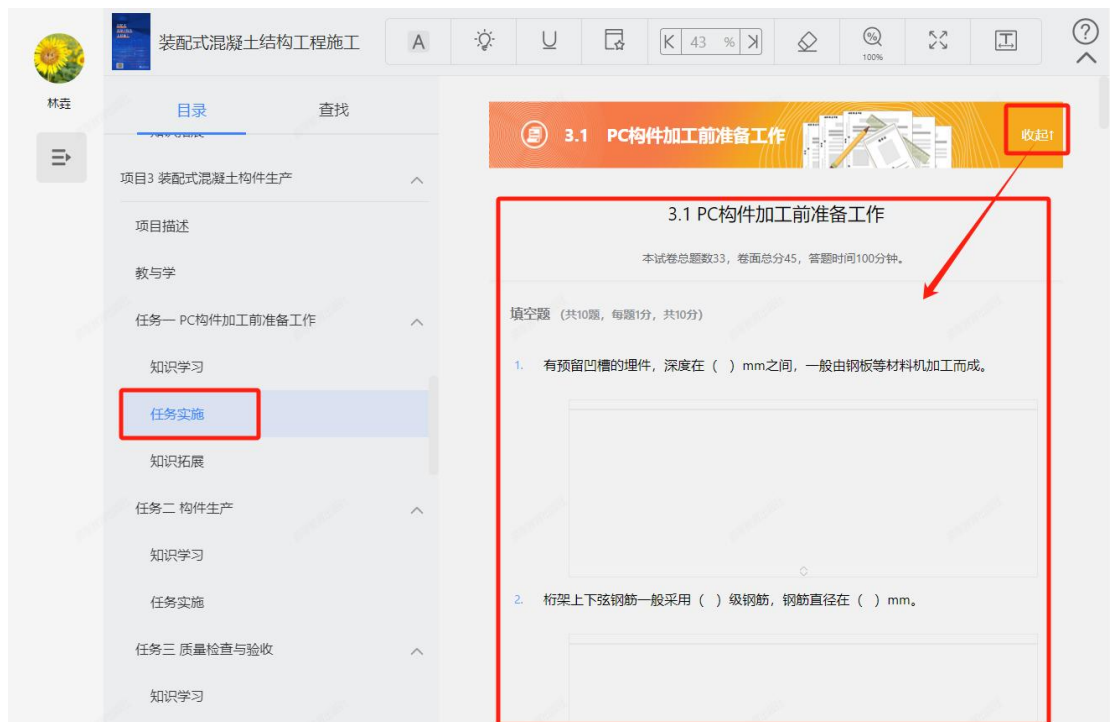 装配式混凝土结构工程施工
A
U
43 %
100%
林垚
目录
查找
知识拓展
项目3 装配式混凝土构件生产
项目描述
教与学
任务一 PC构件加工前准备工作
知识学习
任务实施
知识拓展
任务二 构件生产
知识学习
任务实施
任务三 质量检查与验收
知识学习
3.1 PC构件加工前准备工作
收起↑
3.1 PC构件加工前准备工作
本试卷总题数33，卷面总分45，答题时间100分钟。
填空题（共10题，每题1分，共10分）
1. 有预留凹槽的埋件，深度在（ ）mm之间，一般由钢板等材料机加工而成。
2. 桁架上下弦钢筋一般采用（ ）级钢筋，钢筋直径在（ ）mm。